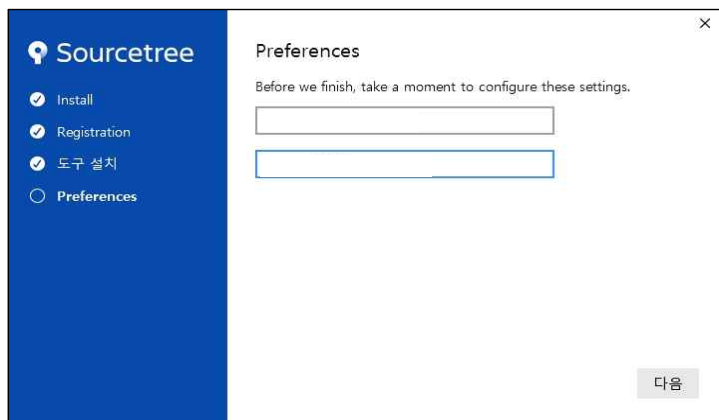 Sourcetree
Install
Registration
도구 설치
Preferences
Preferences
Before we finish, take a moment to configure these settings.
다음